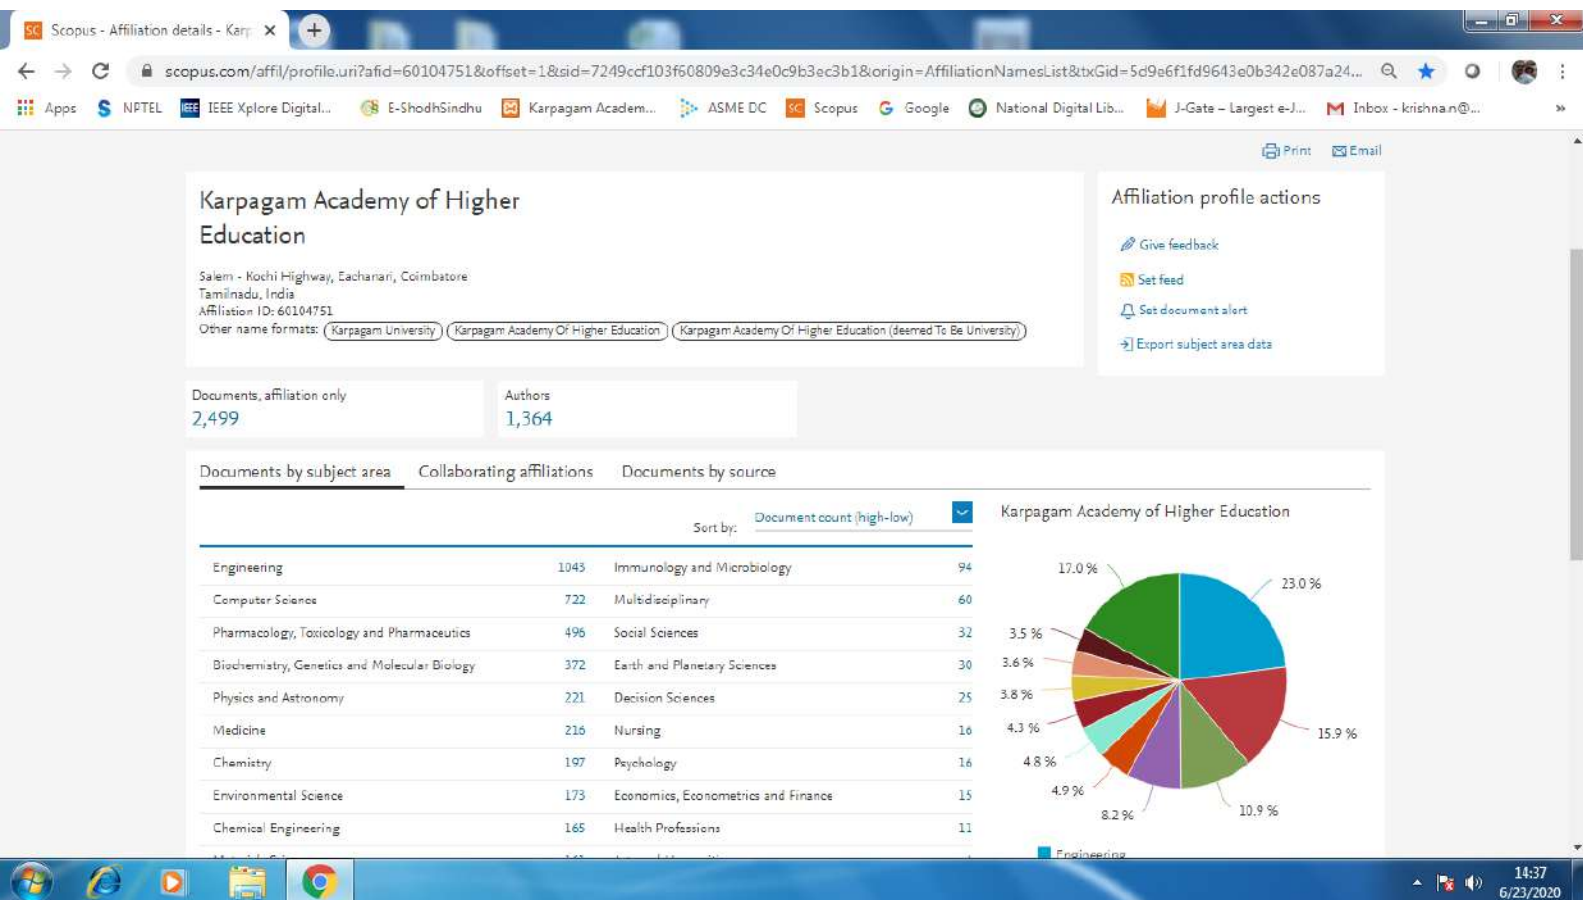 Scopus - Affiliation details - Karp
scopus.com/affil/profile.uri?afid=60104751&offset=1&sid=7249ccf103f60809e3c34e0c9b3ec3b1&origin=AffiliationNamesList&txGid=5d9e6f1fd9643e0b342e087a24...
Apps NPTEL IEEE Xplore Digital... E-ShodhSindhu Karpagam Academ... ASME DC Scopus Google National Digital Lib... J-Gate – Largest e-J... Inbox - krishna.n@... »
Print Email
Karpagam Academy of Higher
Education
Salem - Kochi Highway, Eachanari, Coimbatore
Tamilnadu, India
Affiliation ID: 60104751
Other name formats: Karpagam University Karpagam Academy Of Higher Education Karpagam Academy Of Higher Education (deemed To Be University)
Affiliation profile actions
Give feedback
Set feed
Set document alert
Export subject area data
Documents, affiliation only
2,499
Authors
1,364
Documents by subject area Collaborating affiliations Documents by source
Sort by: Document count (high-low)
Engineering 1043 Immunology and Microbiology 94
Computer Science 722 Multidisciplinary 60
Pharmacology, Toxicology and Pharmaceutics 496 Social Sciences 32
Biochemistry, Genetics and Molecular Biology 372 Earth and Planetary Sciences 30
Physics and Astronomy 221 Decision Sciences 25
Medicine 216 Nursing 16
Chemistry 197 Psychology 16
Environmental Science 173 Economics, Econometrics and Finance 15
Chemical Engineering 165 Health Professions 11
Karpagam Academy of Higher Education
17.0 %
23.0 %
3.5 %
3.6 %
3.8 %
4.3 %
15.9 %
4.8 %
4.9 %
8.2 %
10.9 %
Engineering
14:37
6/23/2020